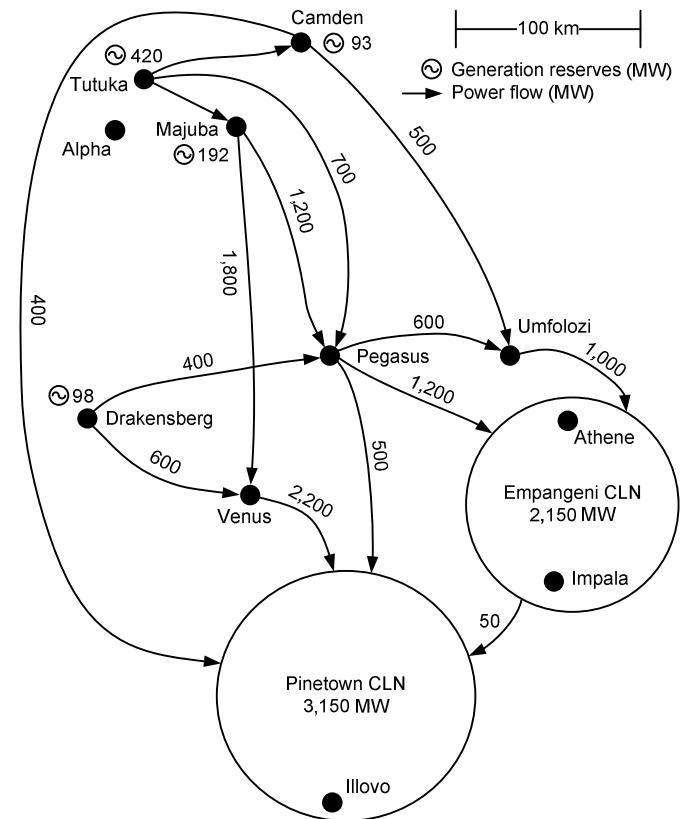 Camden
93
100 km
420
Tutuka
Generation reserves (MW)
Power flow (MW)
Alpha
Majuba
192
500
700
1,200
1,800
400
600
Umfolozi
1,000
Pegasus
400
1,200
98
Drakensberg
Athene
500
600
Empangeni CLN
2,150 MW
2,200
Venus
Impala
50
Pinetown CLN
3,150 MW
Illovo